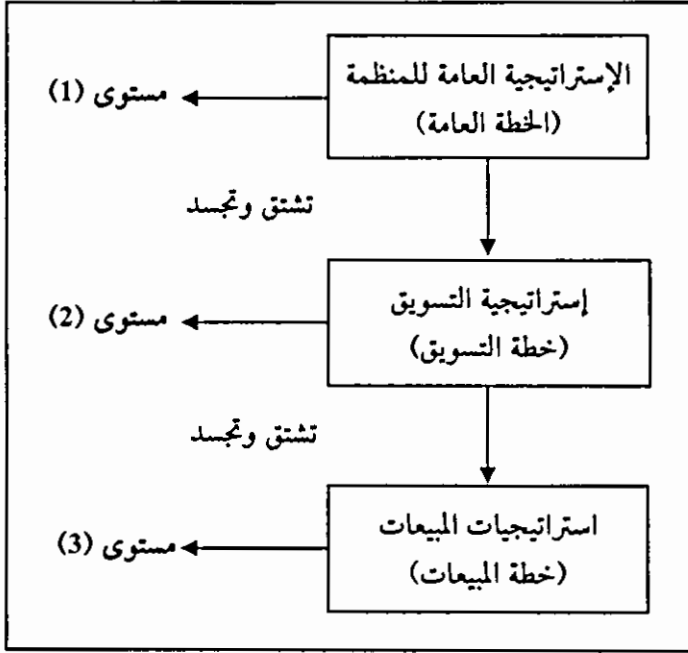 الإستراتيجية العامة للمنظمة
(الخطة العامة)
مستوى (1)
تشتق وتجسد
إستراتيجية التسويق
(خطة التسويق)
مستوى (2)
تشتق وتجسد
استراتيجيات المبيعات
(خطة المبيعات)
مستوى (3)